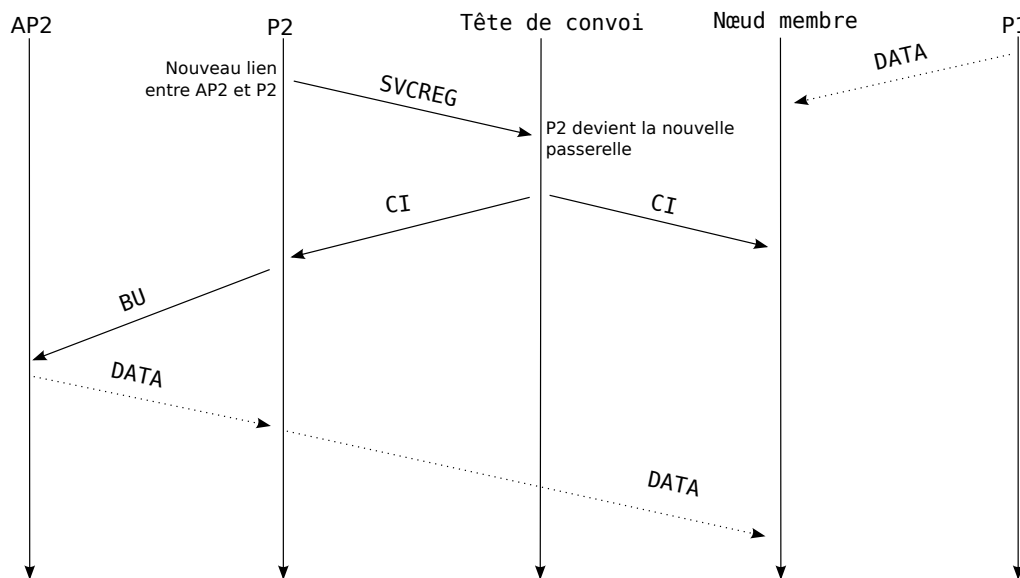 AP2
P2
Tête de convoi
Nœud membre
P1
DATA
Nouveau lien
entre AP2 et P2
SVCREG
P2 devient la nouvelle
passerelle
CI
CI
BU
DATA
DATA